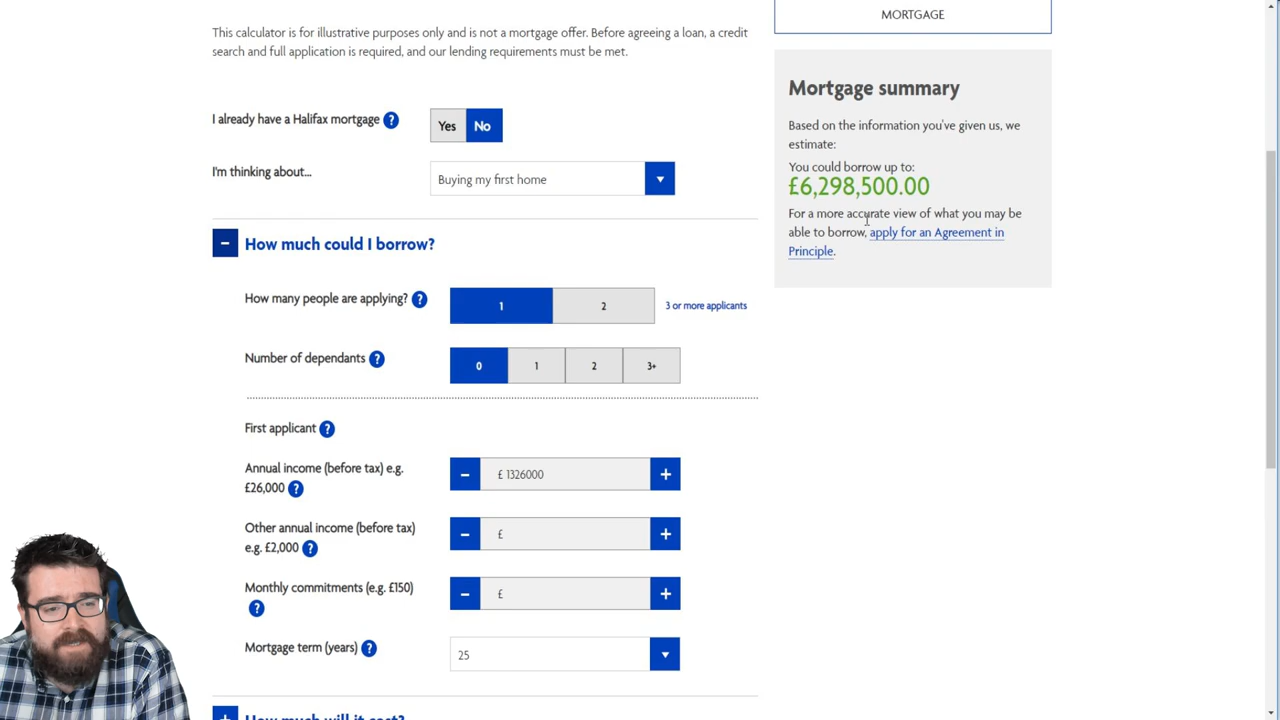 This calculator is for illustrative purposes only and is not a mortgage offer. Before agreeing a loan, a credit
search and full application is required, and our lending requirements must be met.
I already have a Halifax mortgage ?
Yes No
I'm thinking about...
Buying my first home
− How much could I borrow?
How many people are applying? ?
1 2 3 or more applicants
Number of dependants ?
0 1 2 3+
First applicant ?
Annual income (before tax) e.g.
£26,000 ?
− £ 1326000 +
Other annual income (before tax)
e.g. £2,000 ?
− £ +
Monthly commitments (e.g. £150)
?
− £ +
Mortgage term (years) ?
25
+ How much will it cost?
MORTGAGE
Mortgage summary
Based on the information you've given us, we
estimate:
You could borrow up to:
£6,298,500.00
For a more accurate view of what you may be
able to borrow, apply for an Agreement in
Principle.